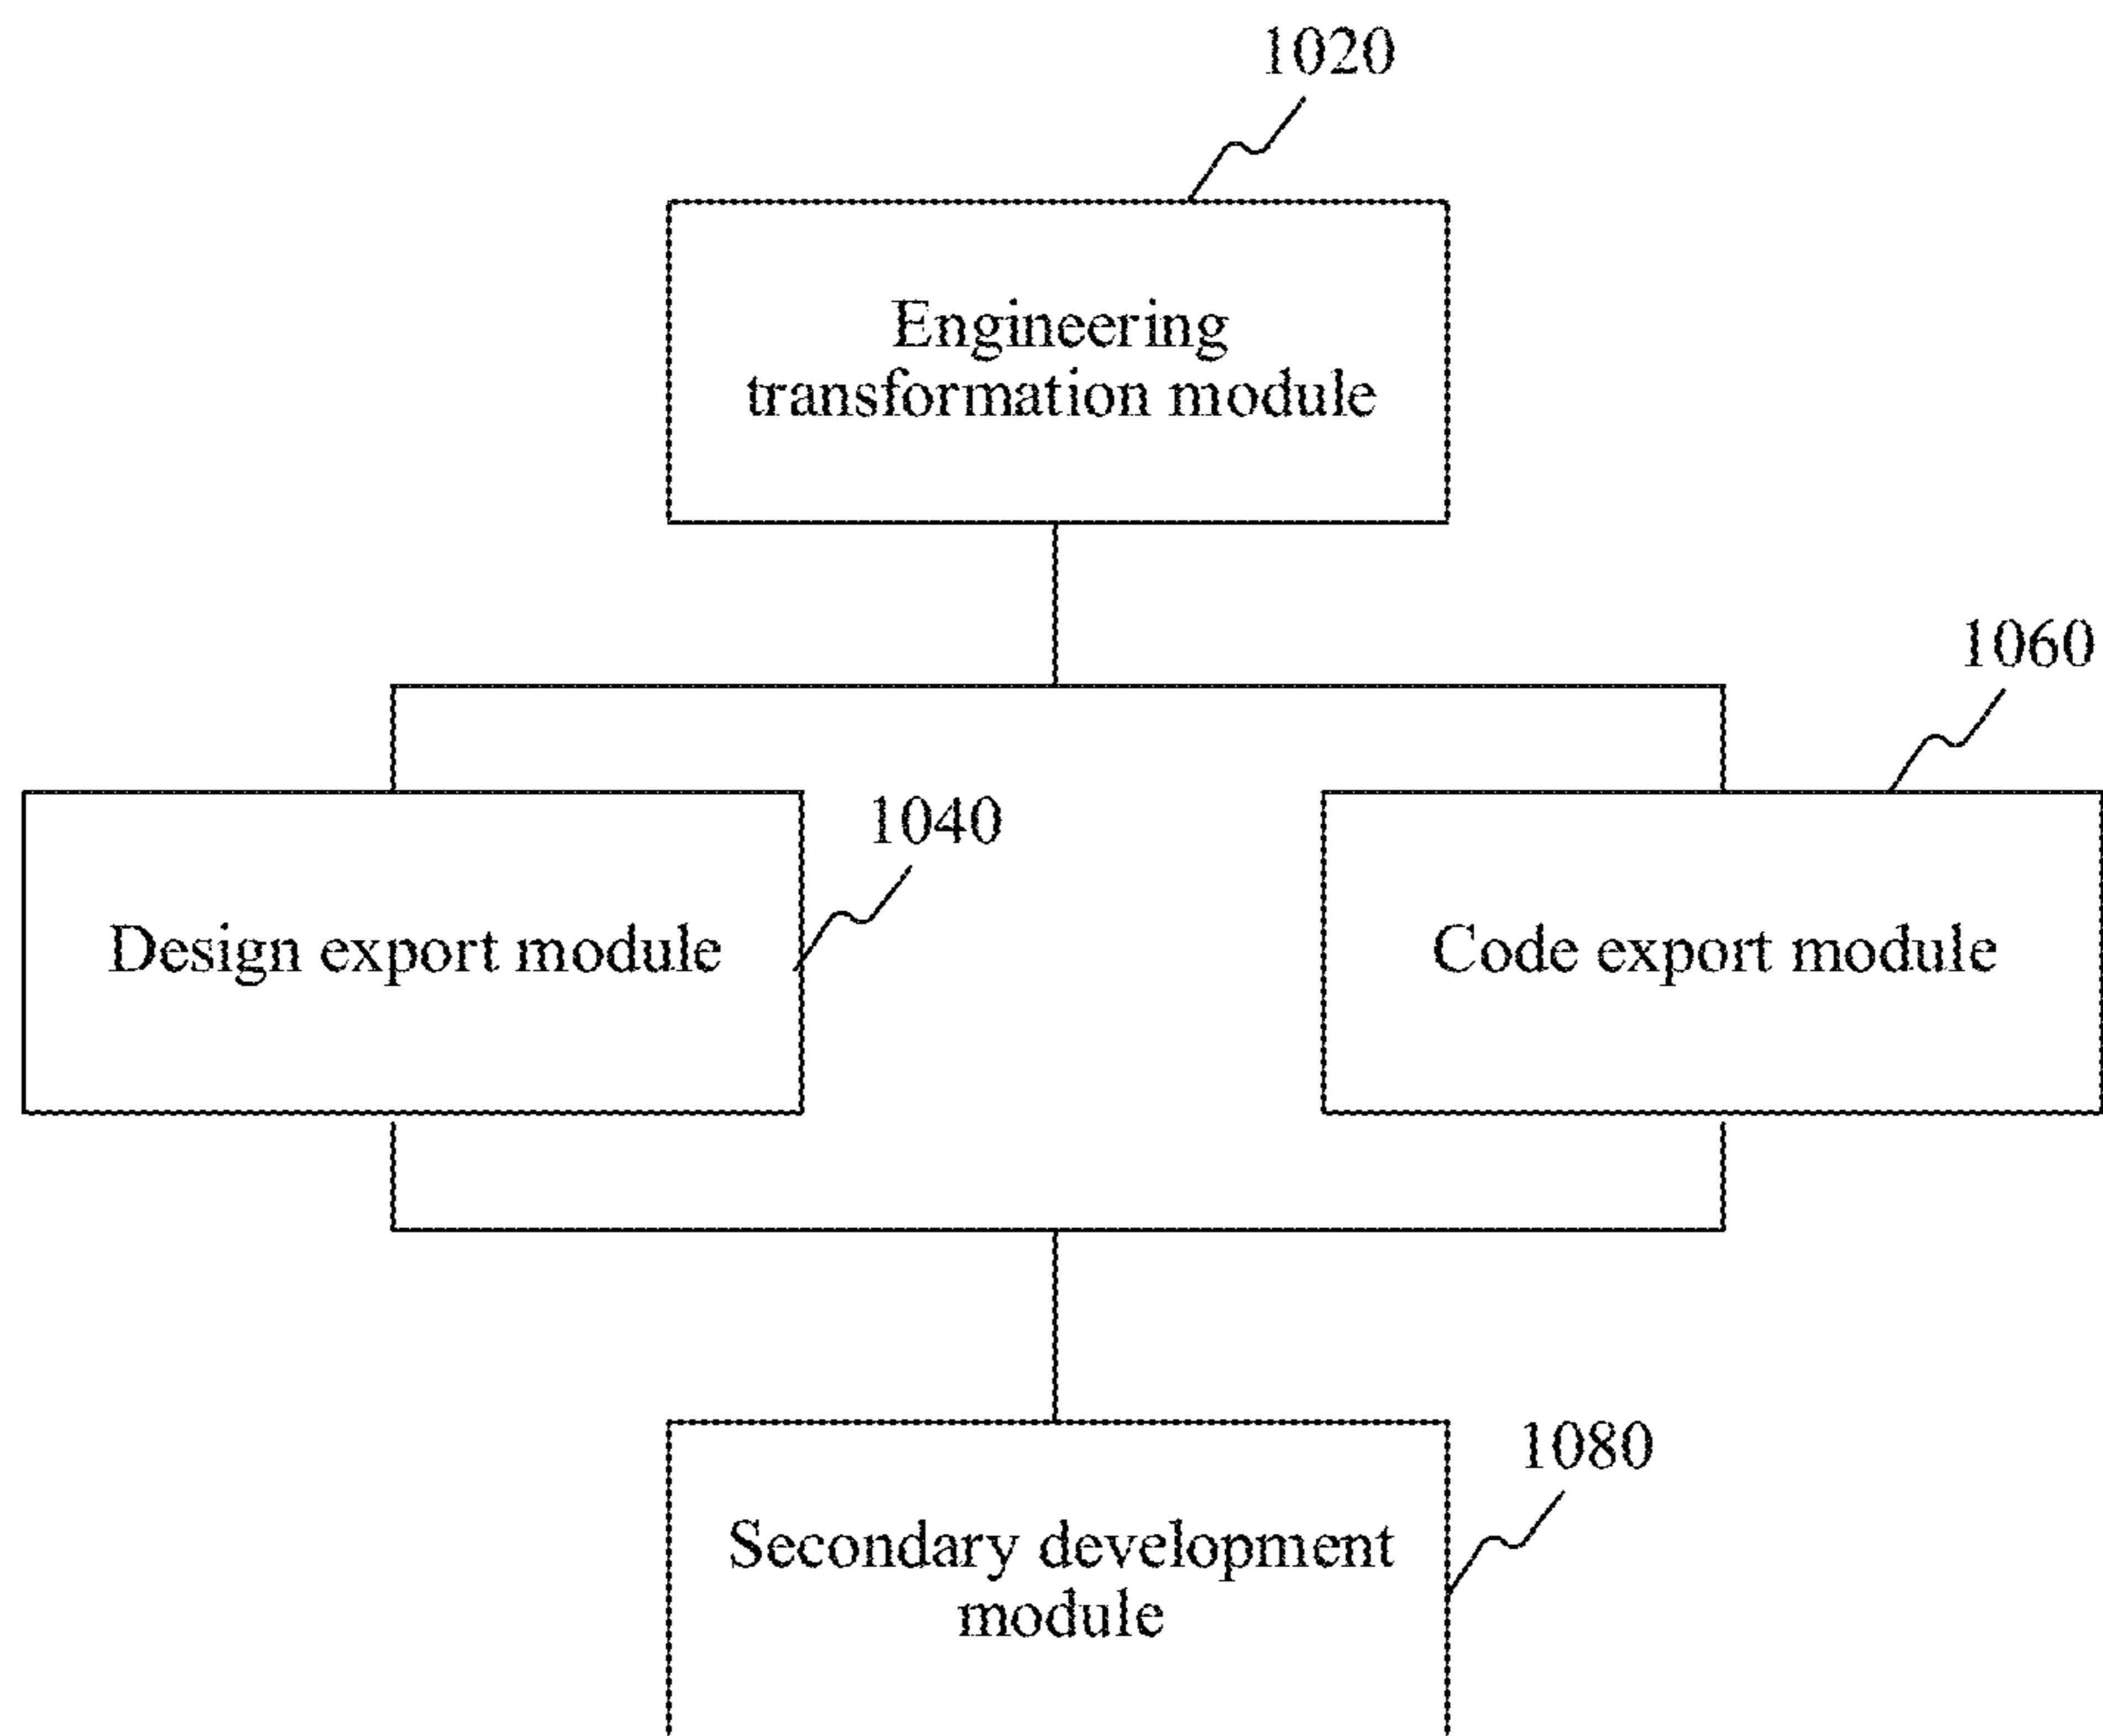 1020
Engineering
transformation module
1060
1040
Design export module
Code export module
1080
Secondary development
module